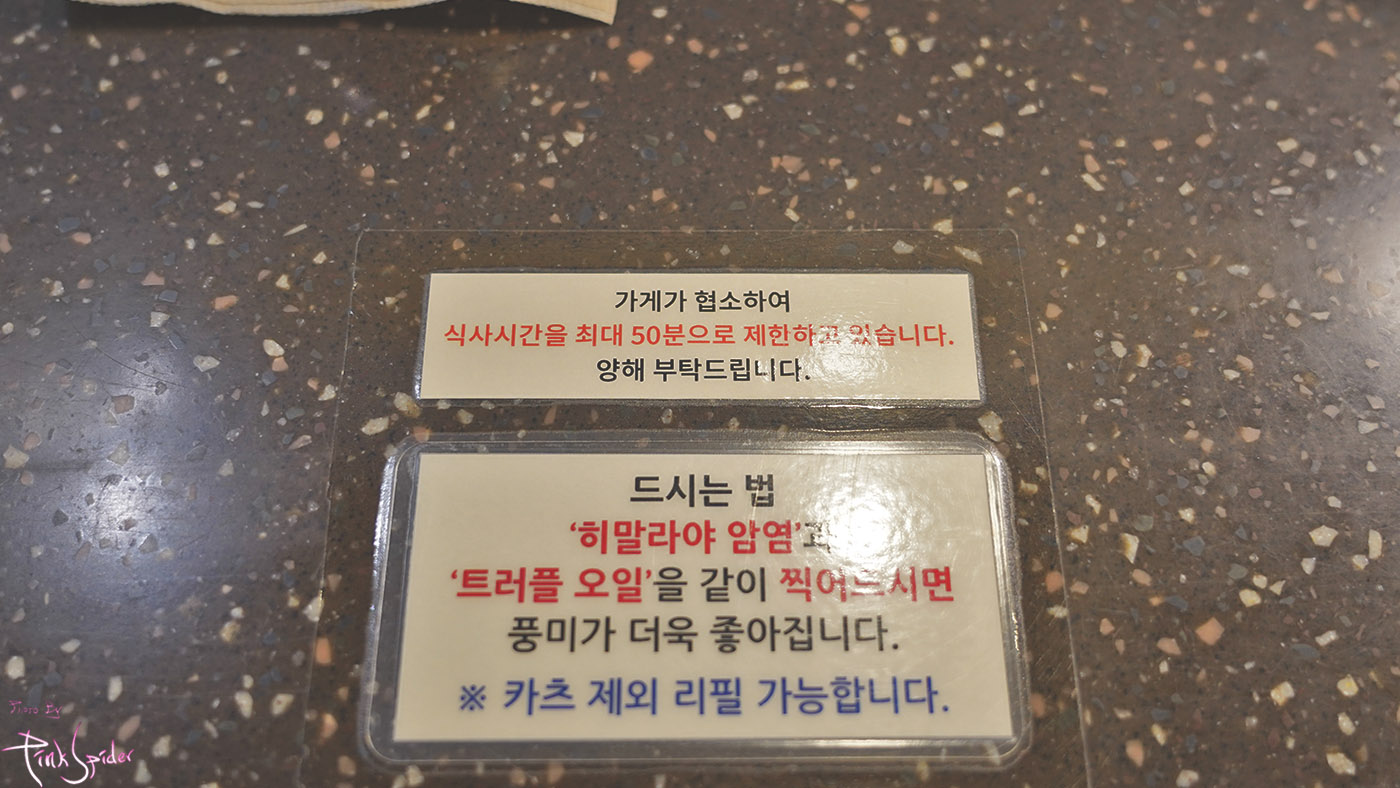 가게가 협소하여
식사시간을 최대 50분으로 제한하고 있습니다.
양해 부탁드립니다.
드시는 법
‘히말라야 암염’과
‘트러플 오일’을 같이 찍어드시면
풍미가 더욱 좋아집니다.
※ 카츠 제외 리필 가능합니다.
Photo By
Pink Spider